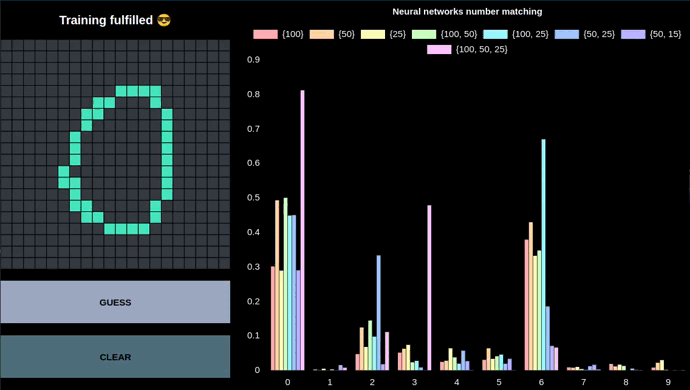 Training fulfilled 😎
GUESS
CLEAR
Neural networks number matching
{100} {50} {25} {100, 50} {100, 25} {50, 25} {50, 15}
{100, 50, 25}
0.9
0.8
0.7
0.6
0.5
0.4
0.3
0.2
0.1
0
0 1 2 3 4 5 6 7 8 9